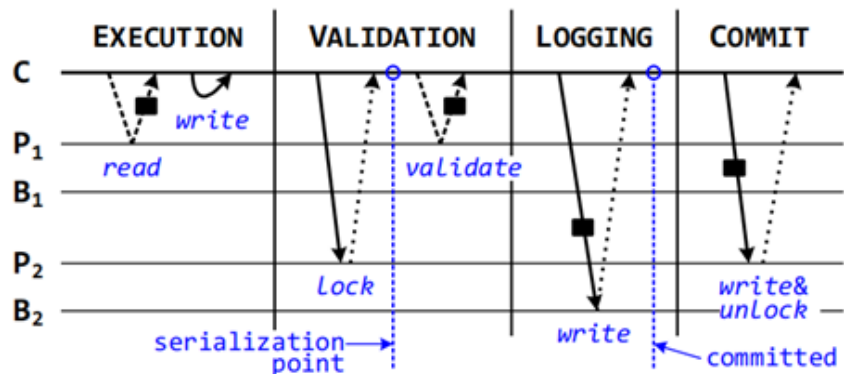 EXECUTION VALIDATION LOGGING COMMIT
C
write
P1
read validate
B1
P2
lock write&
unlock
B2
write
serialization
point committed